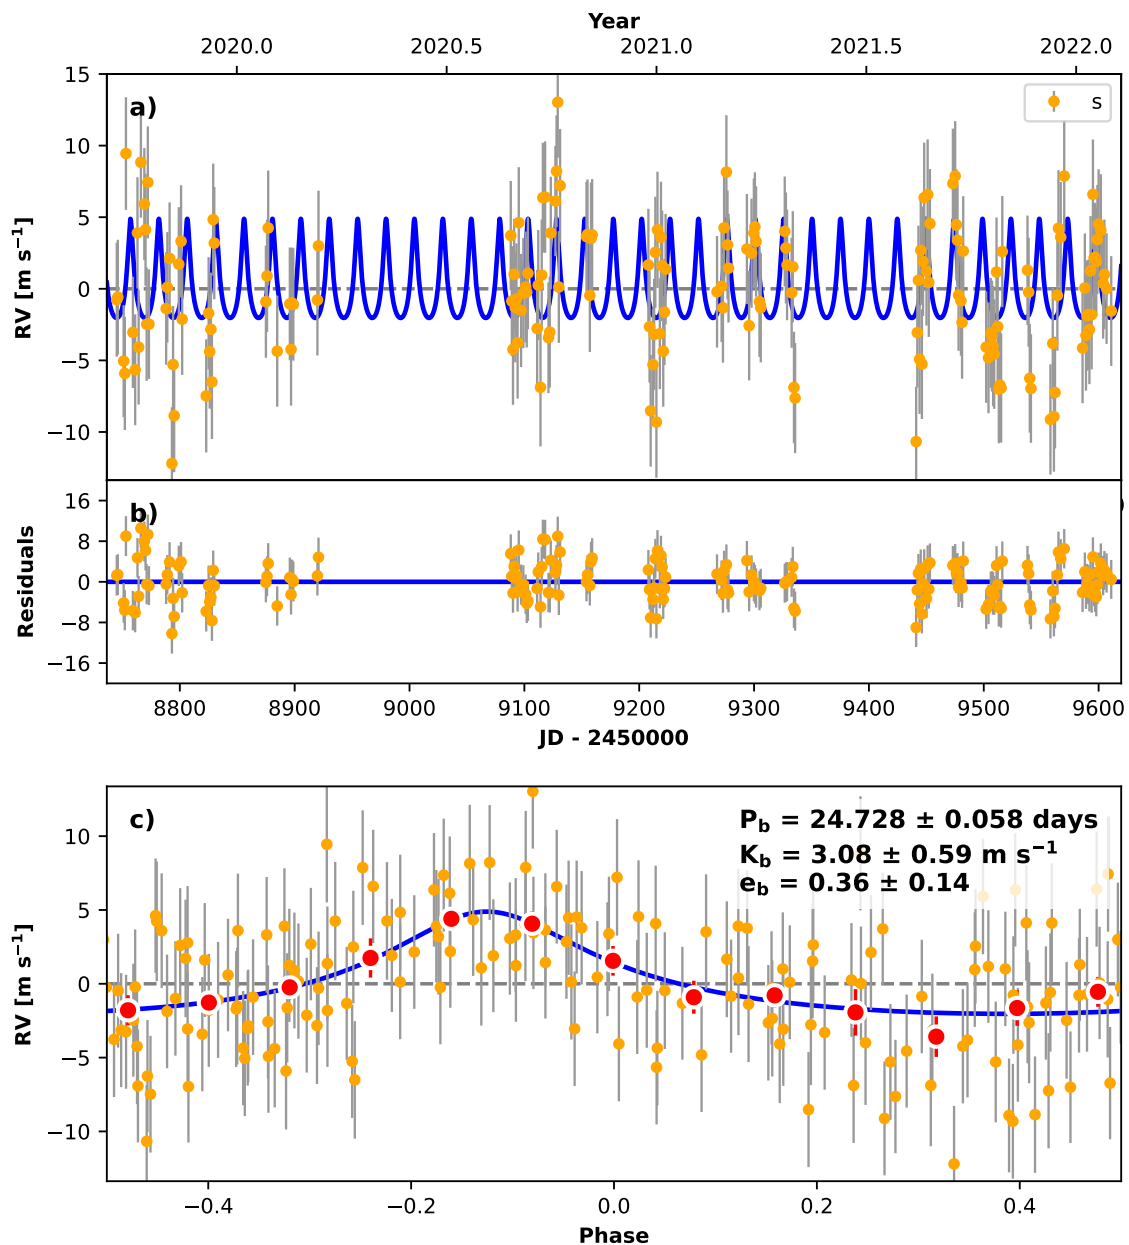 Year
2020.0 2020.5 2021.0 2021.5 2022.0
a)
s
15
10
5
0
−5
−10
RV [m s⁻¹]
b)
16
8
0
−8
−16
Residuals
8800 8900 9000 9100 9200 9300 9400 9500 9600
JD - 2450000
c)
P_b = 24.728 ± 0.058 days
K_b = 3.08 ± 0.59 m s⁻¹
e_b = 0.36 ± 0.14
10
5
0
−5
−10
RV [m s⁻¹]
−0.4 −0.2 0.0 0.2 0.4
Phase